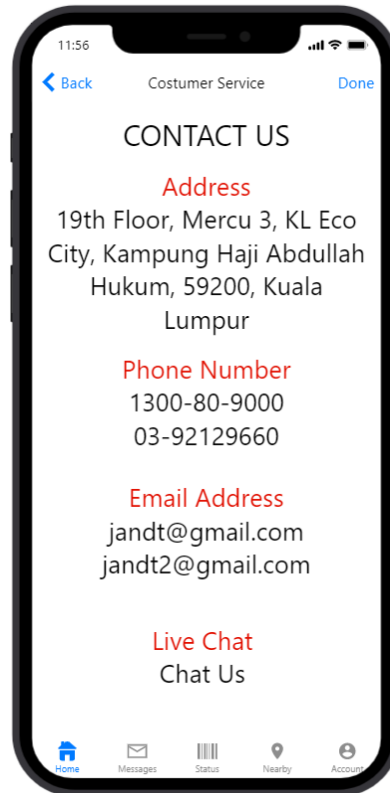 11:56
Back Costumer Service Done
CONTACT US
Address
19th Floor, Mercu 3, KL Eco
City, Kampung Haji Abdullah
Hukum, 59200, Kuala
Lumpur
Phone Number
1300-80-9000
03-92129660
Email Address
jandt@gmail.com
jandt2@gmail.com
Live Chat
Chat Us
Home Messages Status Nearby Account